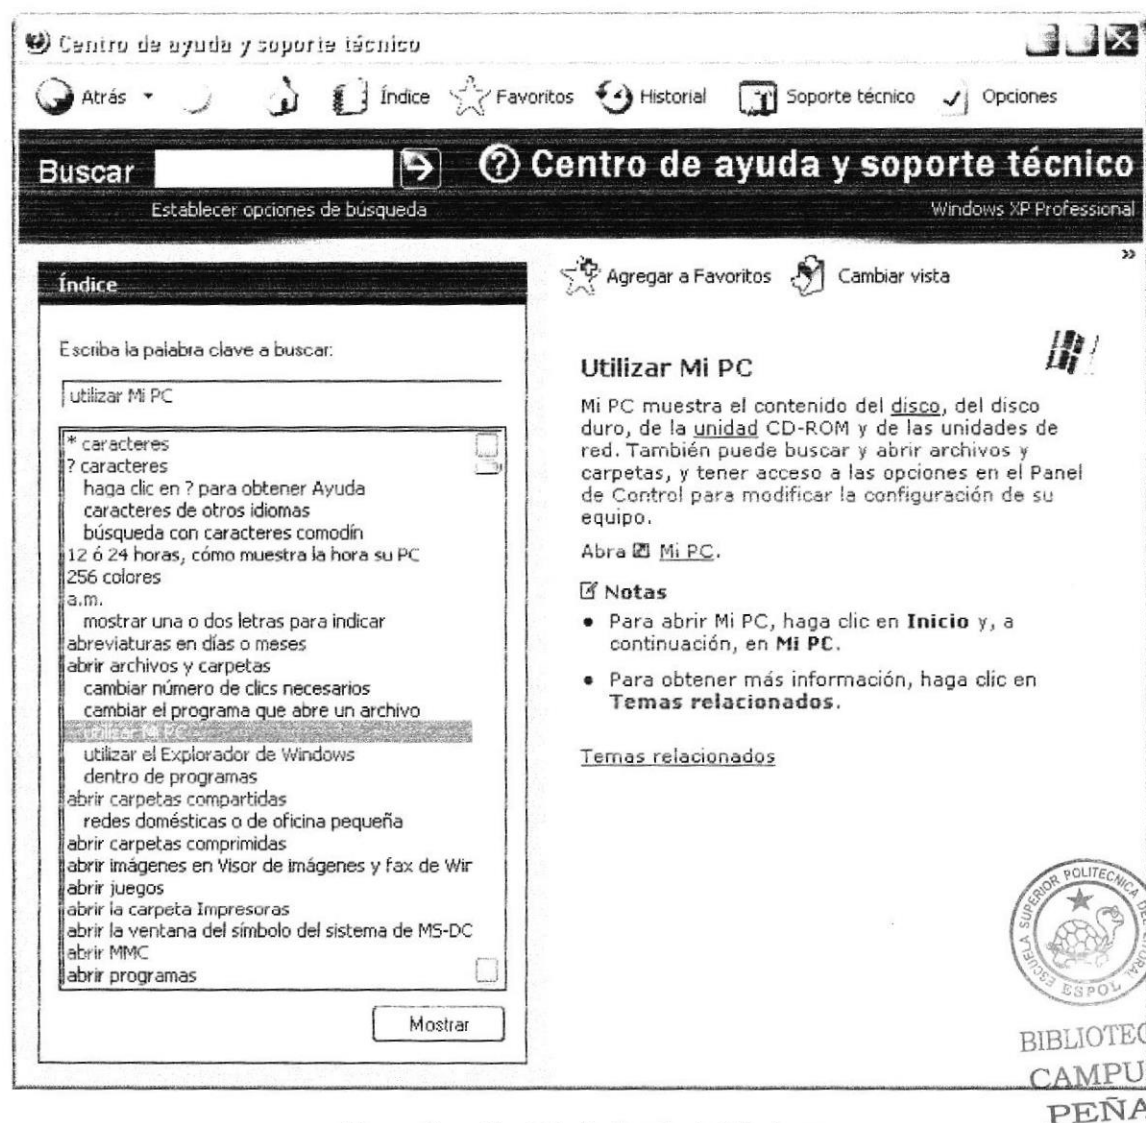 Centro de ayuda y soporte técnico
Atrás Índice Favoritos Historial Soporte técnico Opciones
Buscar
Establecer opciones de búsqueda
? Centro de ayuda y soporte técnico
Windows XP Professional
Índice
Escriba la palabra clave a buscar:
utilizar Mi PC
* caracteres
? caracteres
haga clic en ? para obtener Ayuda
caracteres de otros idiomas
búsqueda con caracteres comodín
12 ó 24 horas, cómo muestra la hora su PC
256 colores
a.m.
mostrar una o dos letras para indicar
abreviaturas en días o meses
abrir archivos y carpetas
cambiar número de clics necesarios
cambiar el programa que abre un archivo
utilizar Mi PC
utilizar el Explorador de Windows
dentro de programas
abrir carpetas compartidas
redes domésticas o de oficina pequeña
abrir carpetas comprimidas
abrir imágenes en Visor de imágenes y fax de Wir
abrir juegos
abrir la carpeta Impresoras
abrir la ventana del símbolo del sistema de MS-DC
abrir MMC
abrir programas
Mostrar
»
Agregar a Favoritos Cambiar vista
Utilizar Mi PC
Mi PC muestra el contenido del disco, del disco
duro, de la unidad CD-ROM y de las unidades de
red. También puede buscar y abrir archivos y
carpetas, y tener acceso a las opciones en el Panel
de Control para modificar la configuración de su
equipo.
Abra Mi PC.
Notas
• Para abrir Mi PC, haga clic en Inicio y, a
continuación, en Mi PC.
• Para obtener más información, haga clic en
Temas relacionados.
Temas relacionados
ESCUELA SUPERIOR POLITECNICA
ESPOL
BIBLIOTEC
CAMPU
PEÑA